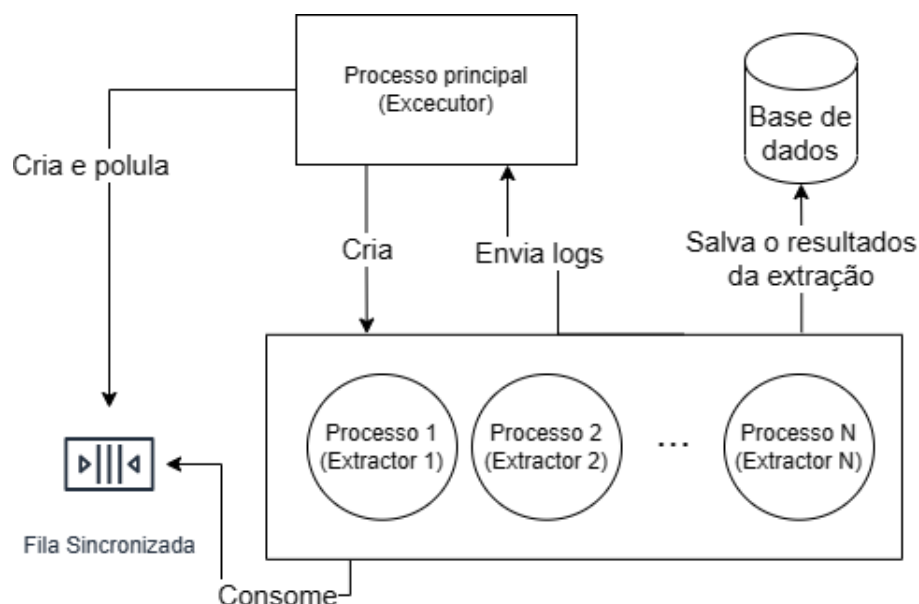 Processo principal
(Excecutor)
Base de
dados
Cria e polula
Cria
Envia logs
Salva o resultados
da extração
Processo 1
(Extractor 1)
Processo 2
(Extractor 2)
...
Processo N
(Extractor N)
Fila Sincronizada
Consome